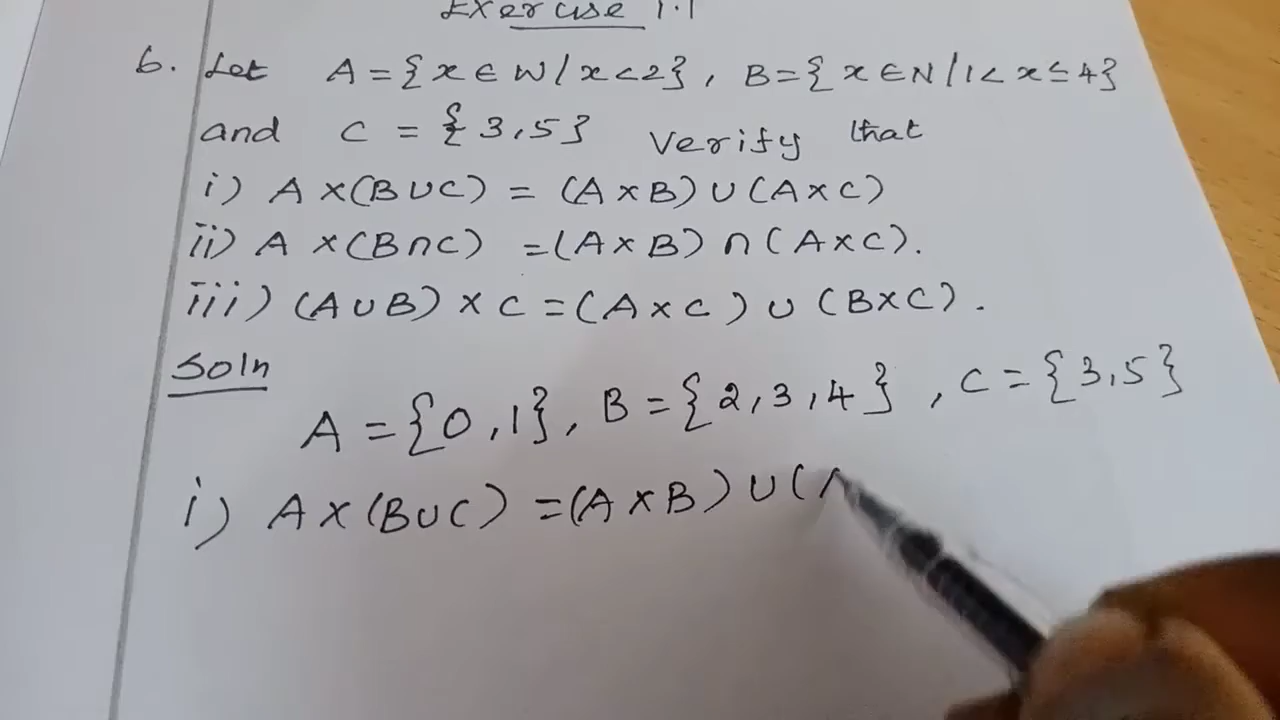 Exercise 1.1
6. Let A = {x ∈ W / x < 2}, B = {x ∈ N / 1 < x ≤ 4}
and C = {3, 5} Verify that
i) A × (B ∪ C) = (A × B) ∪ (A × C)
ii) A × (B ∩ C) = (A × B) ∩ (A × C).
iii) (A ∪ B) × C = (A × C) ∪ (B × C).
Soln
A = {0, 1}, B = {2, 3, 4}, C = {3, 5}
i) A × (B ∪ C) = (A × B) ∪ (A